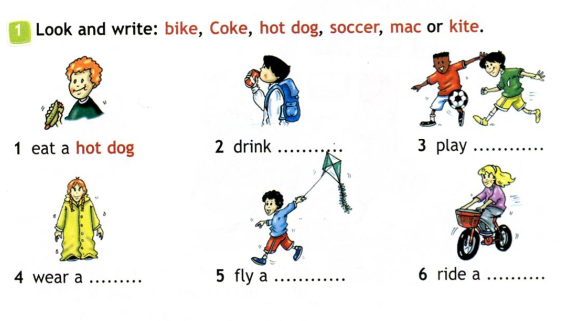 1 Look and write: bike, Coke, hot dog, soccer, mac or kite.
1 eat a hot dog
2 drink ............
3 play .............
4 wear a .........
5 fly a .............
6 ride a ..........